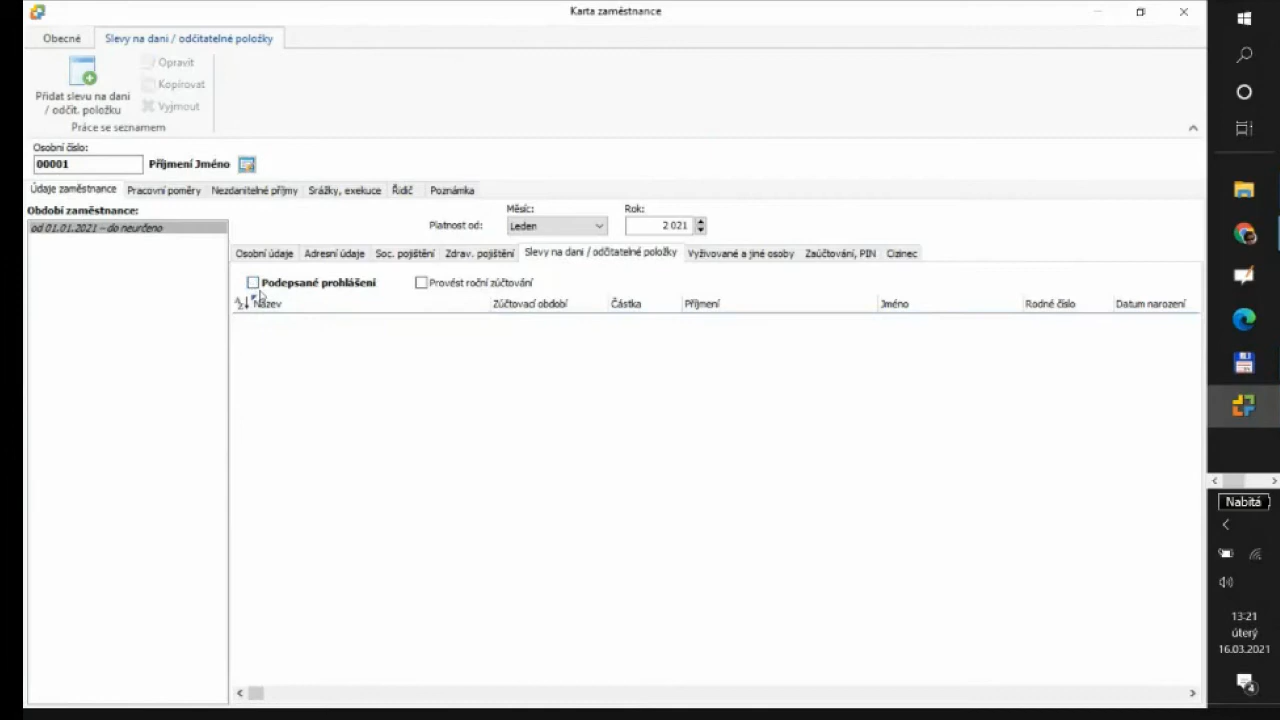 Karta zaměstnance
Obecné
Slevy na dani / odčitatelné položky
Přidat slevu na dani
/ odčit. položku
Opravit
Kopírovat
Vyjmout
Práce se seznamem
Osobní číslo:
00001
Příjmení Jméno
Údaje zaměstnance
Pracovní poměry
Nezdanitelné příjmy
Srážky, exekuce
Řidič
Poznámka
Období zaměstnance:
od 01.01.2021 – do neurčeno
Platnost od:
Měsíc:
Leden
Rok:
2 021
Osobní údaje
Adresní údaje
Soc. pojištění
Zdrav. pojištění
Slevy na dani / odčitatelné položky
Vyživované a jiné osoby
Zaúčtování, PIN
Cizinec
Podepsané prohlášení
Provést roční zúčtování
Název
Zúčtovací období
Částka
Příjmení
Jméno
Rodné číslo
Datum narození
Nabitá
13:21
úterý
16.03.2021
4